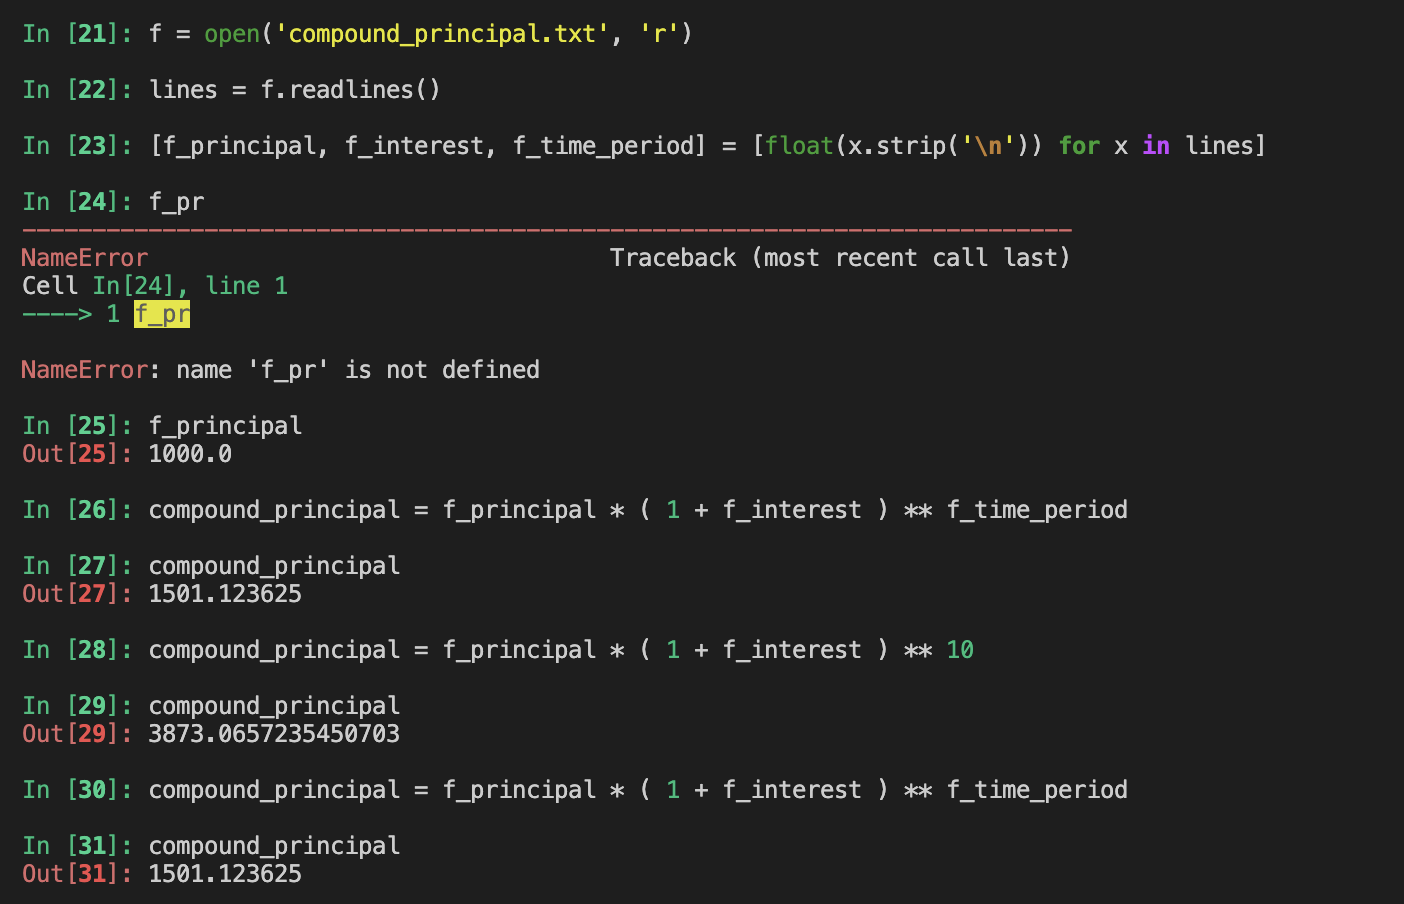 In [21]: f = open('compound_principal.txt', 'r')
In [22]: lines = f.readlines()
In [23]: [f_principal, f_interest, f_time_period] = [float(x.strip('\n')) for x in lines]
In [24]: f_pr
---------------------------------------------------------------------------
NameError                                 Traceback (most recent call last)
Cell In[24], line 1
----> 1 f_pr
NameError: name 'f_pr' is not defined
In [25]: f_principal
Out[25]: 1000.0
In [26]: compound_principal = f_principal * ( 1 + f_interest ) ** f_time_period
In [27]: compound_principal
Out[27]: 1501.123625
In [28]: compound_principal = f_principal * ( 1 + f_interest ) ** 10
In [29]: compound_principal
Out[29]: 3873.0657235450703
In [30]: compound_principal = f_principal * ( 1 + f_interest ) ** f_time_period
In [31]: compound_principal
Out[31]: 1501.123625